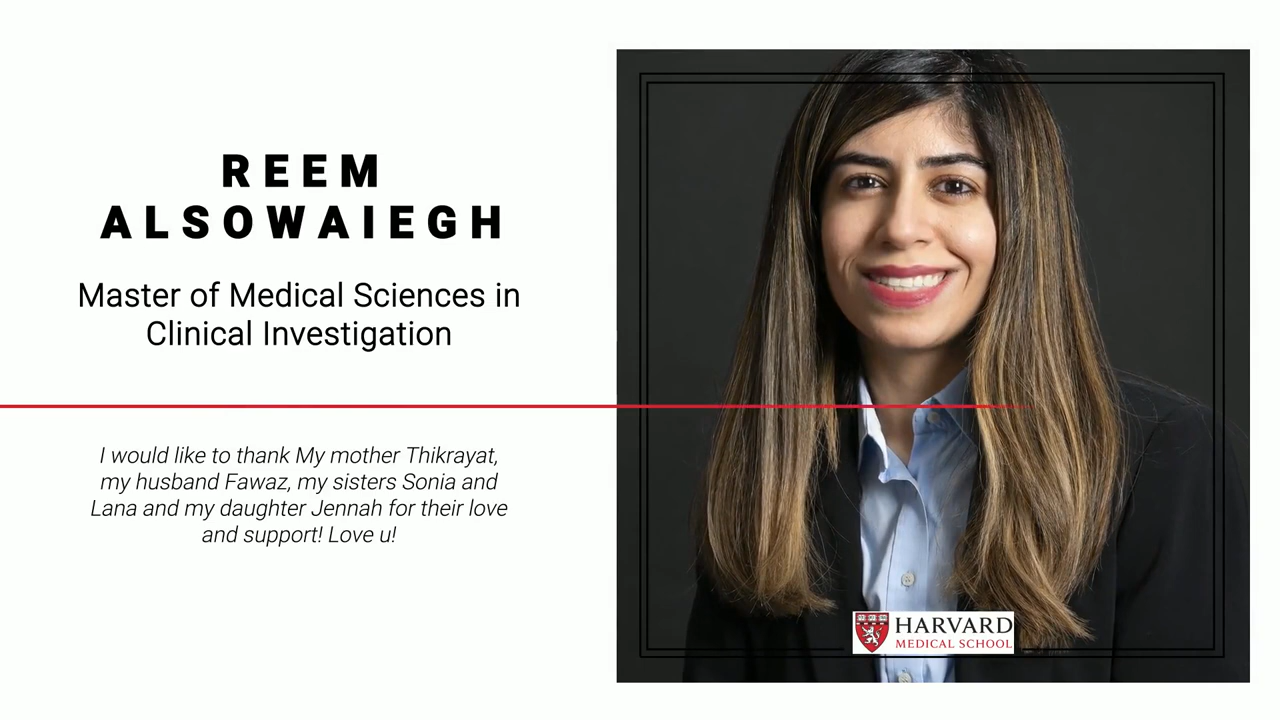 REEM
ALSOWAIEGH
Master of Medical Sciences in
Clinical Investigation
I would like to thank My mother Thikrayat,
my husband Fawaz, my sisters Sonia and
Lana and my daughter Jennah for their love
and support! Love u!
HARVARD
MEDICAL SCHOOL